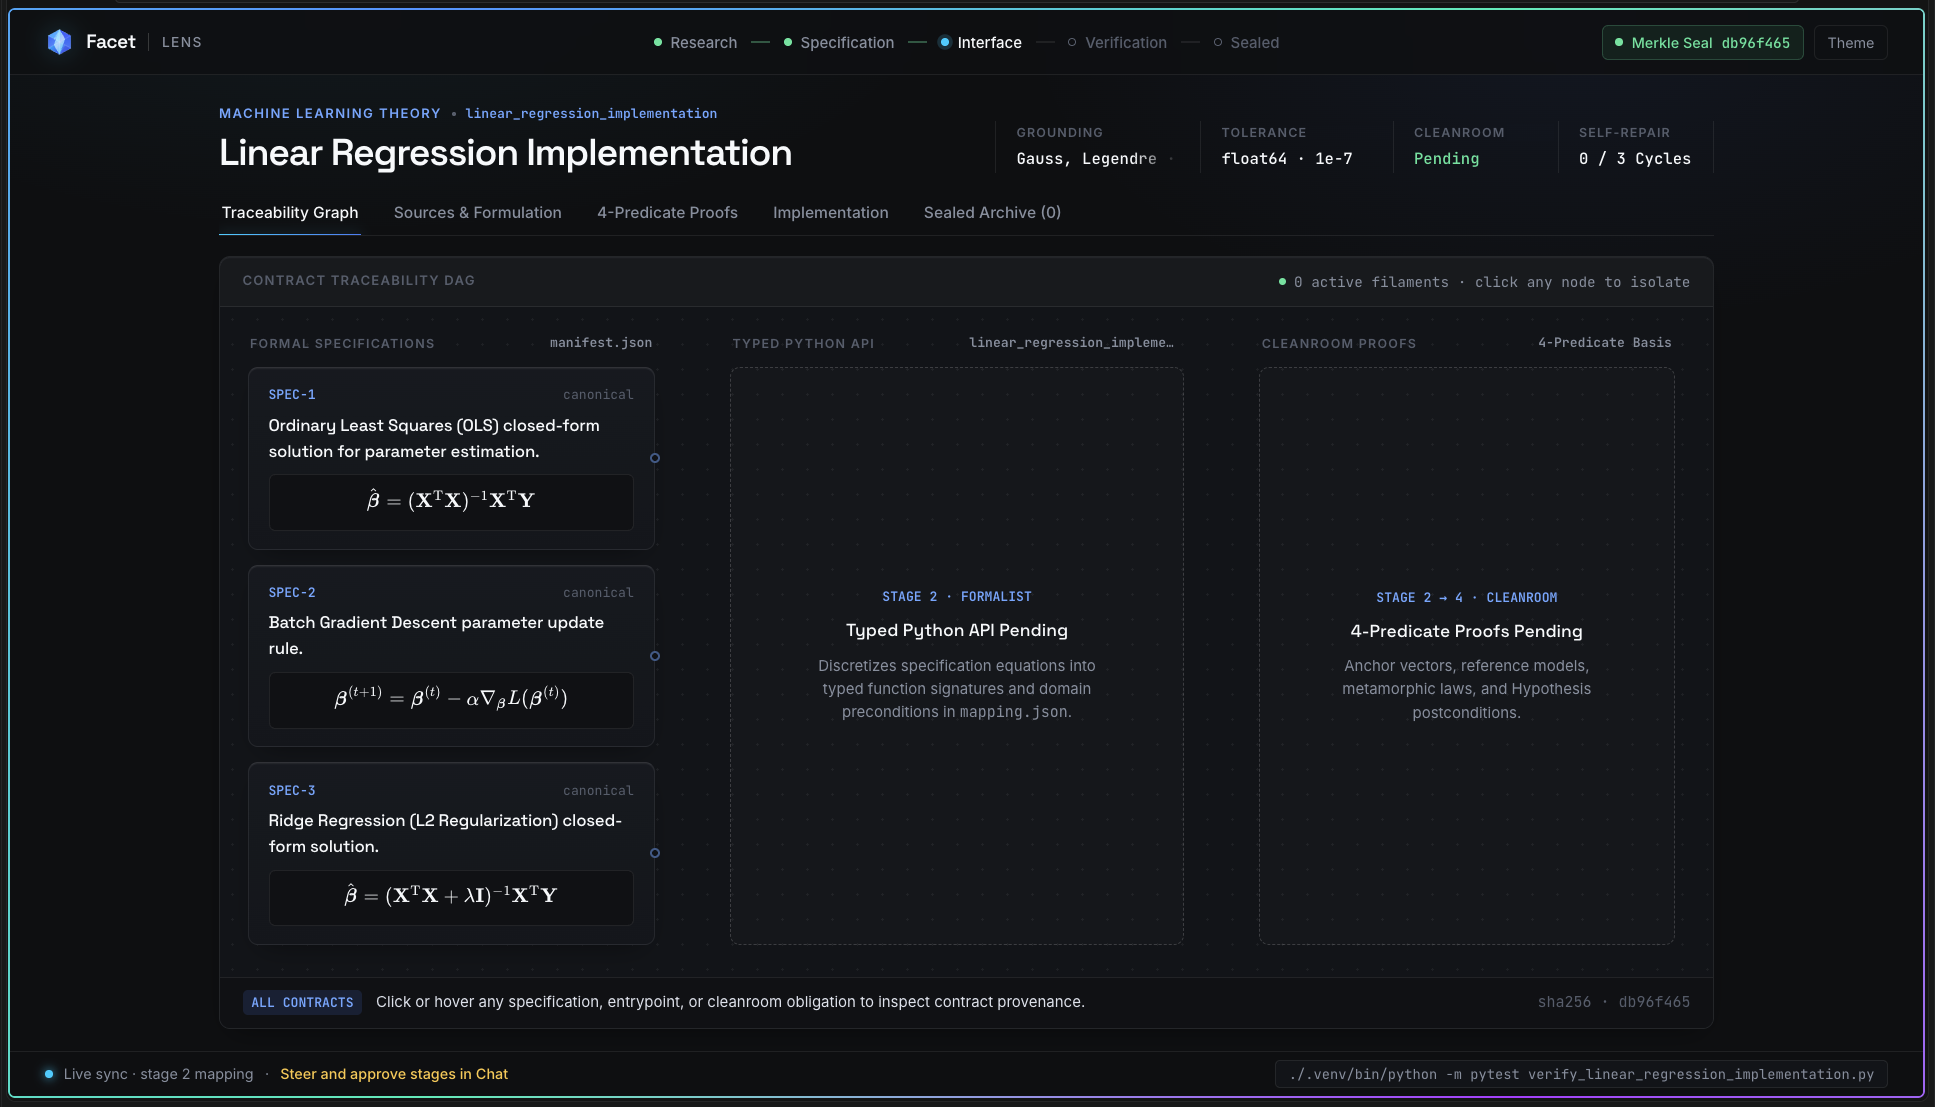 Facet LENS
Research Specification Interface Verification Sealed
Merkle Seal db96f465
Theme
MACHINE LEARNING THEORY • linear_regression_implementation
Linear Regression Implementation
GROUNDING
Gauss, Legendre ·
TOLERANCE
float64 · 1e-7
CLEANROOM
Pending
SELF-REPAIR
0 / 3 Cycles
Traceability Graph Sources & Formulation 4-Predicate Proofs Implementation Sealed Archive (0)
CONTRACT TRACEABILITY DAG
0 active filaments · click any node to isolate
FORMAL SPECIFICATIONS manifest.json
SPEC-1 canonical
Ordinary Least Squares (OLS) closed-form
solution for parameter estimation.
β̂ = (XᵀX)⁻¹XᵀY
SPEC-2 canonical
Batch Gradient Descent parameter update
rule.
β⁽ᵗ⁺¹⁾ = β⁽ᵗ⁾ − α∇βL(β⁽ᵗ⁾)
SPEC-3 canonical
Ridge Regression (L2 Regularization) closed-
form solution.
β̂ = (XᵀX + λI)⁻¹XᵀY
TYPED PYTHON API linear_regression_impleme…
STAGE 2 · FORMALIST
Typed Python API Pending
Discretizes specification equations into
typed function signatures and domain
preconditions in mapping.json.
CLEANROOM PROOFS 4-Predicate Basis
STAGE 2 → 4 · CLEANROOM
4-Predicate Proofs Pending
Anchor vectors, reference models,
metamorphic laws, and Hypothesis
postconditions.
ALL CONTRACTS Click or hover any specification, entrypoint, or cleanroom obligation to inspect contract provenance.
sha256 · db96f465
Live sync · stage 2 mapping · Steer and approve stages in Chat
./.venv/bin/python -m pytest verify_linear_regression_implementation.py